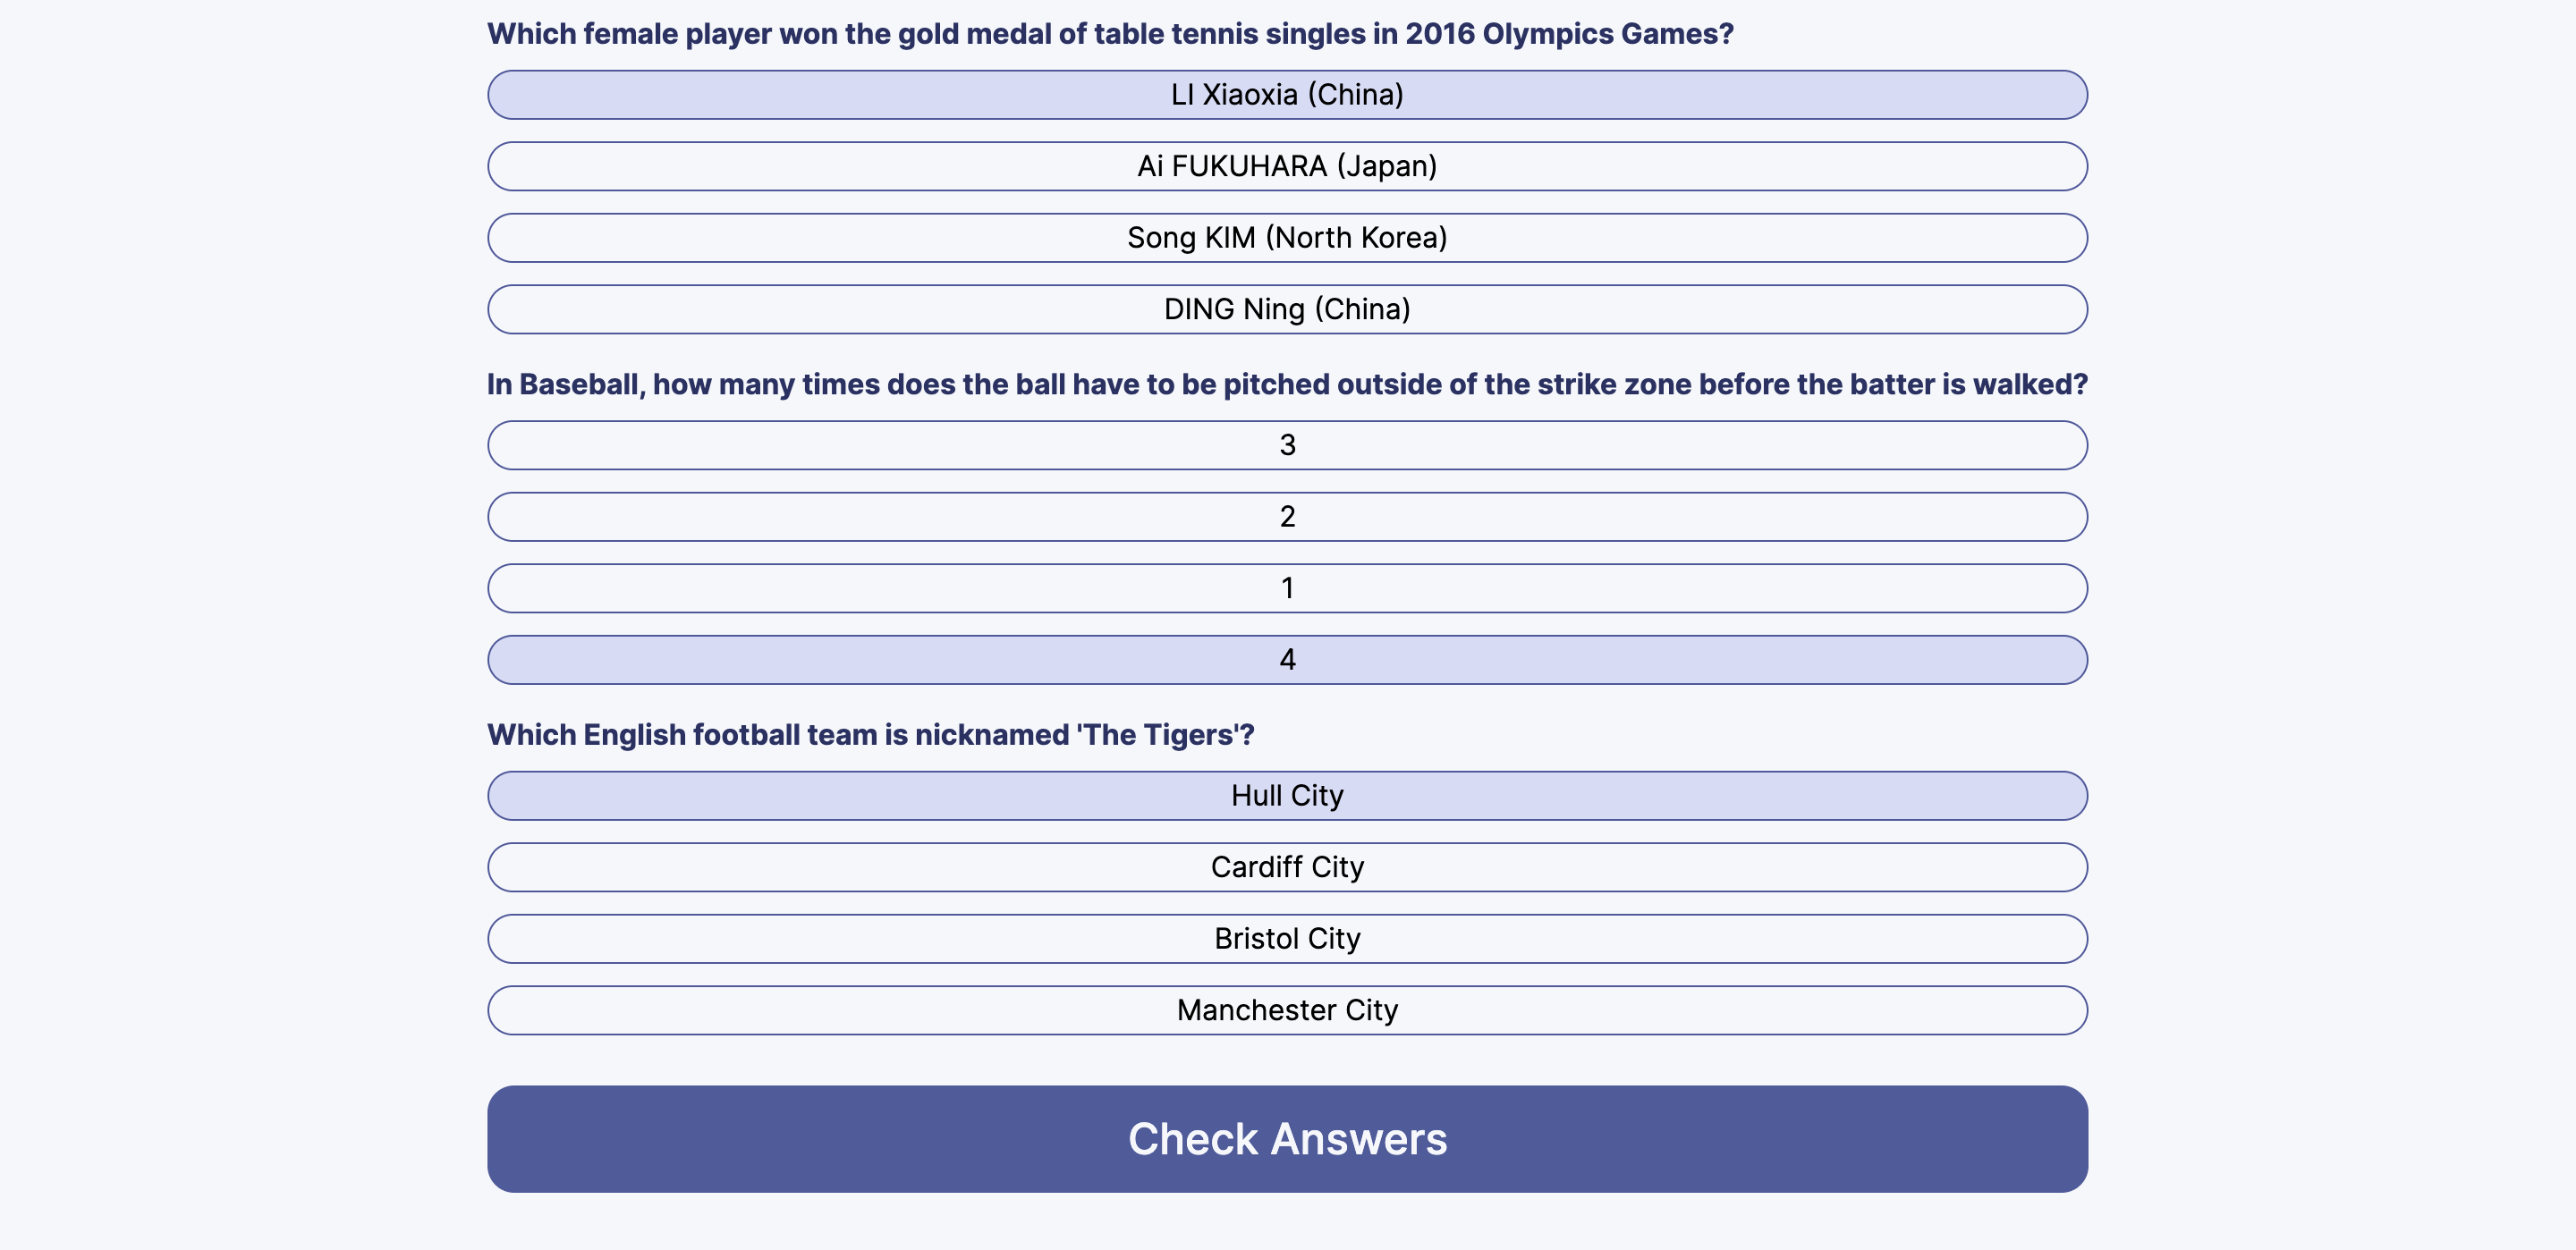 Which female player won the gold medal of table tennis singles in 2016 Olympics Games?
LI Xiaoxia (China)
Ai FUKUHARA (Japan)
Song KIM (North Korea)
DING Ning (China)
In Baseball, how many times does the ball have to be pitched outside of the strike zone before the batter is walked?
3
2
1
4
Which English football team is nicknamed 'The Tigers'?
Hull City
Cardiff City
Bristol City
Manchester City
Check Answers